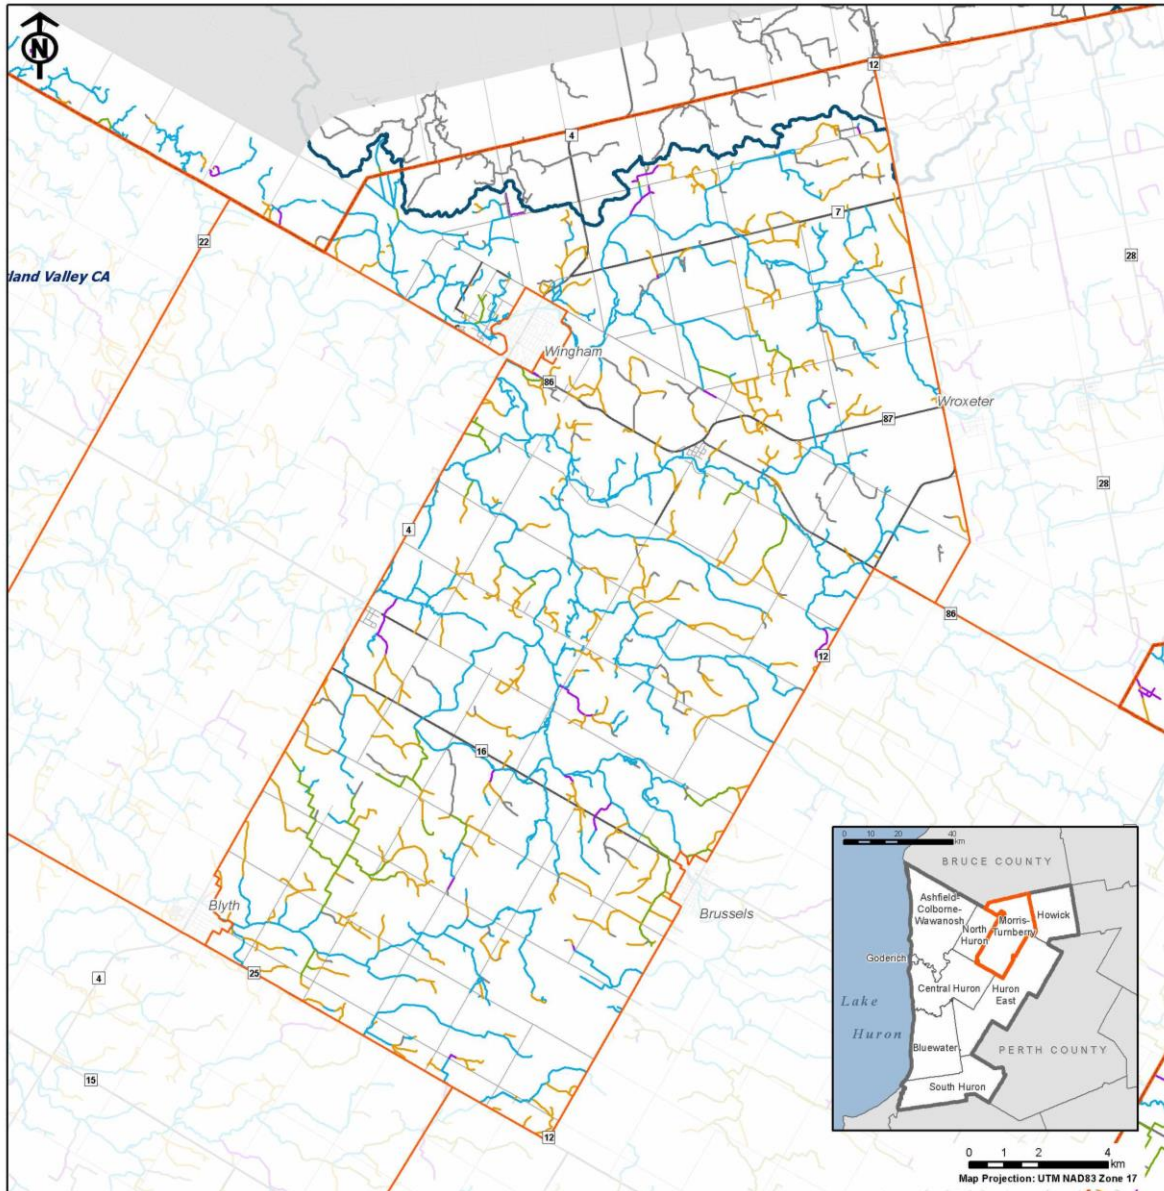 N
12
4
7
22
28
land Valley CA
Wingham
86
Wroxeter
87
28
4
86
12
16
Blyth
Brussels
25
4
15
12
0 10 20 40
km
BRUCE COUNTY
Ashfield-
Colborne-
Wawanosh
Morris-
Turnberry
Howick
North
Huron
Goderich
Central Huron
Huron
East
Lake
Huron
Bluewater
PERTH COUNTY
South Huron
0 1 2 4
km
Map Projection: UTM NAD83 Zone 17